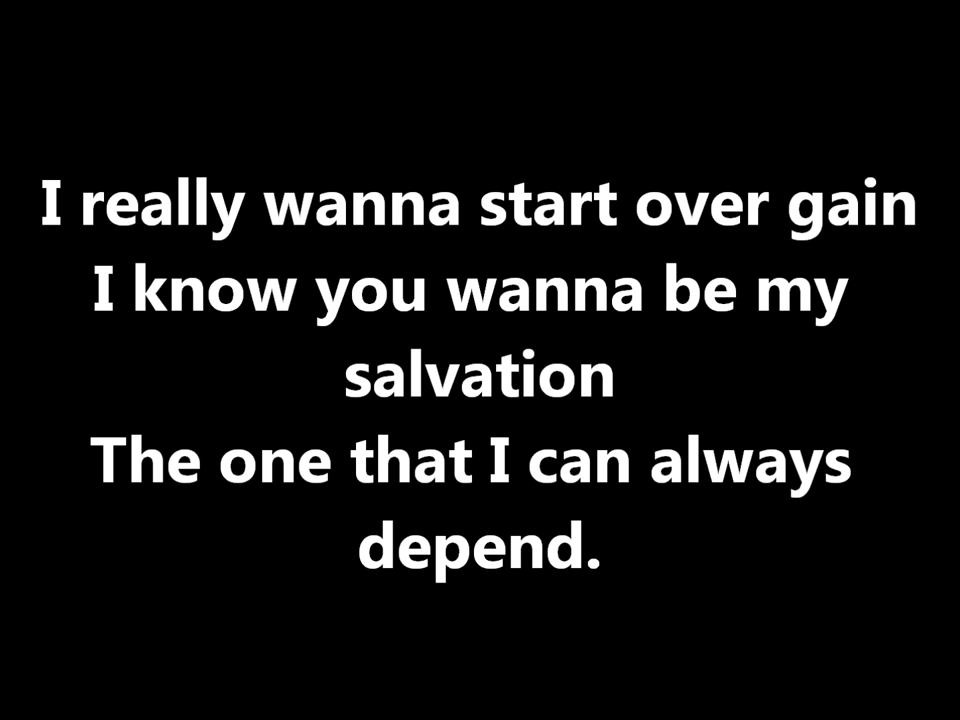 I really wanna start over gain
I know you wanna be my
salvation
The one that I can always
depend.